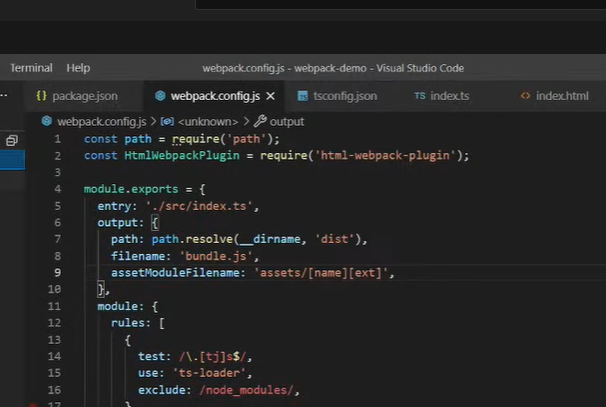 Terminal Help webpack.config.js - webpack-demo - Visual Studio Code
{} package.json webpack.config.js × tsconfig.json TS index.ts <> index.html
webpack.config.js > <unknown> > output
1 const path = require('path');
2 const HtmlWebpackPlugin = require('html-webpack-plugin');
3
4 module.exports = {
5 entry: './src/index.ts',
6 output: {
7 path: path.resolve(__dirname, 'dist'),
8 filename: 'bundle.js',
9 assetModuleFilename: 'assets/[name][ext]',
10 },
11 module: {
12 rules: [
13 {
14 test: /\.[tj]s$/,
15 use: 'ts-loader',
16 exclude: /node_modules/,
17 }